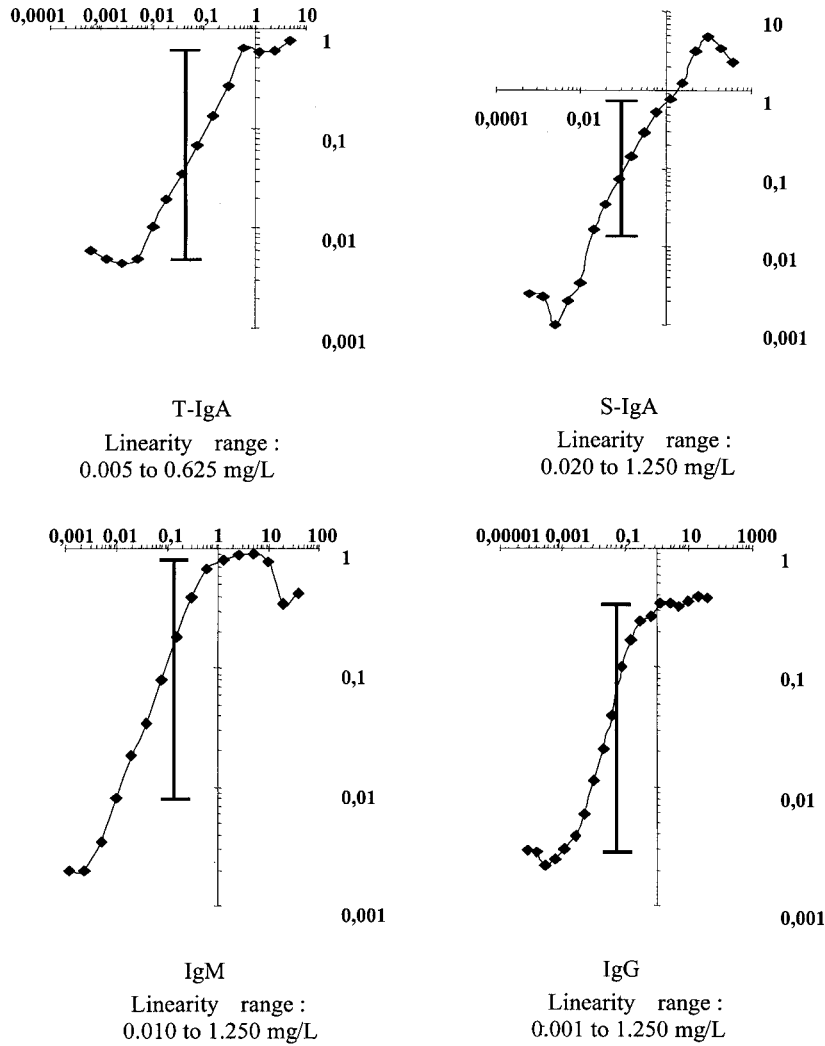 0,0001 0,001 0,01 0,1 1 10
1
0,1
0,01
0,001
T-IgA
Linearity range :
0.005 to 0.625 mg/L
10
1
0,0001 0,01
0,1
0,01
0,001
S-IgA
Linearity range :
0.020 to 1.250 mg/L
0,001 0,01 0,1 1 10 100
1
0,1
0,01
0,001
IgM
Linearity range :
0.010 to 1.250 mg/L
0,00001 0,001 0,1 10 1000
1
0,1
0,01
0,001
IgG
Linearity range :
0.001 to 1.250 mg/L